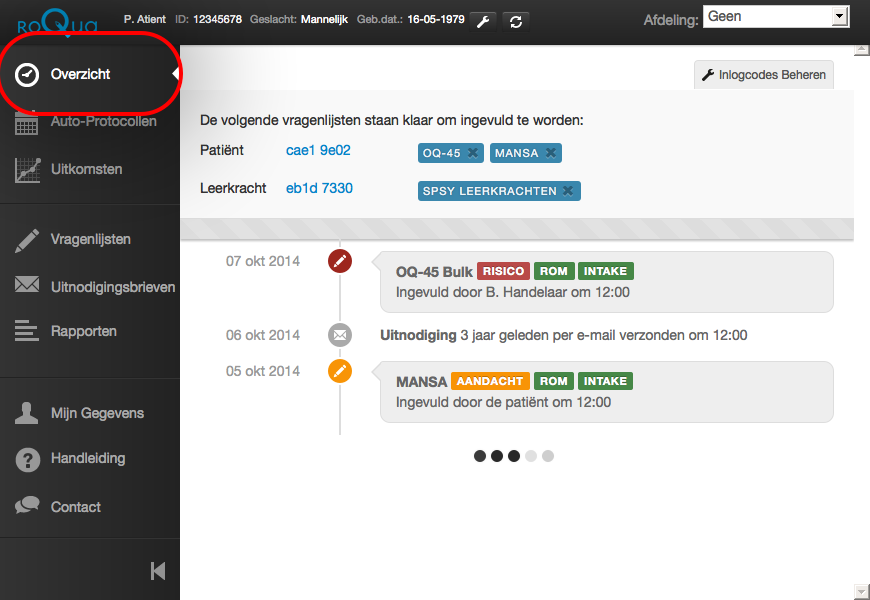 roQua
P. Atient ID: 12345678 Geslacht: Mannelijk Geb.dat.: 16-05-1979
Afdeling: Geen
Overzicht
Auto-Protocollen
Uitkomsten
Vragenlijsten
Uitnodigingsbrieven
Rapporten
Mijn Gegevens
? Handleiding
Contact
Inlogcodes Beheren
De volgende vragenlijsten staan klaar om ingevuld te worden:
Patiënt cae1 9e02 OQ-45 × MANSA ×
Leerkracht eb1d 7330 SPSY LEERKRACHTEN ×
07 okt 2014
OQ-45 Bulk RISICO ROM INTAKE
Ingevuld door B. Handelaar om 12:00
06 okt 2014 Uitnodiging 3 jaar geleden per e-mail verzonden om 12:00
05 okt 2014
MANSA AANDACHT ROM INTAKE
Ingevuld door de patiënt om 12:00